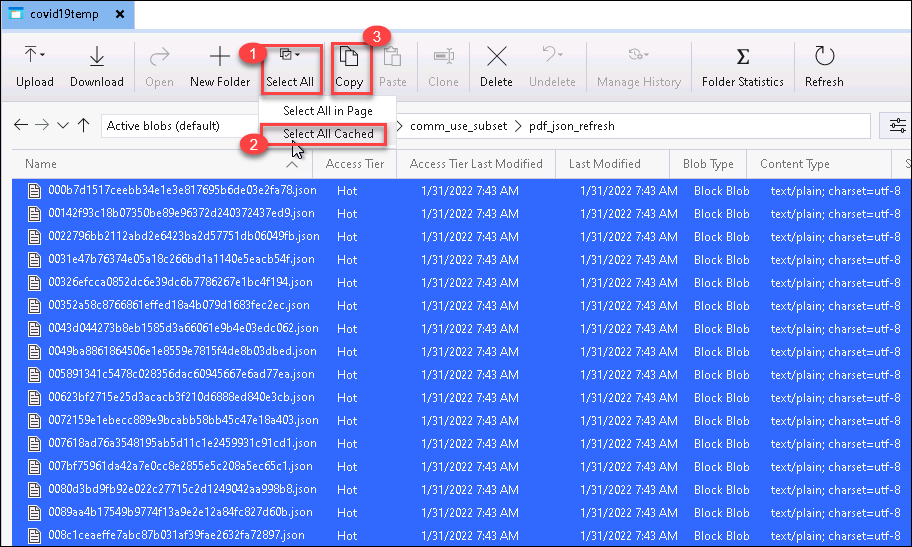 covid19temp
1 3
Upload Download Open New Folder Select All Copy Paste Clone Delete Undelete Manage History Folder Statistics Refresh
Select All in Page
Active blobs (default) comm_use_subset pdf_json_refresh
2 Select All Cached
Name Access Tier Access Tier Last Modified Last Modified Blob Type Content Type S
000b7d1517ceebb34e1e3e817695b6de03e2fa78.json Hot 1/31/2022 7:43 AM 1/31/2022 7:43 AM Block Blob text/plain; charset=utf-8
00142f93c18b07350be89e96372d240372437ed9.json Hot 1/31/2022 7:43 AM 1/31/2022 7:43 AM Block Blob text/plain; charset=utf-8
0022796bb2112abd2e6423ba2d57751db06049fb.json Hot 1/31/2022 7:43 AM 1/31/2022 7:43 AM Block Blob text/plain; charset=utf-8
0031e47b76374e05a18c266bd1a1140e5eacb54f.json Hot 1/31/2022 7:43 AM 1/31/2022 7:43 AM Block Blob text/plain; charset=utf-8
00326efcca0852dc6e39dc6b7786267e1bc4f194.json Hot 1/31/2022 7:43 AM 1/31/2022 7:43 AM Block Blob text/plain; charset=utf-8
00352a58c8766861effed18a4b079d1683fec2ec.json Hot 1/31/2022 7:43 AM 1/31/2022 7:43 AM Block Blob text/plain; charset=utf-8
0043d044273b8eb1585d3a66061e9b4e03edc062.json Hot 1/31/2022 7:43 AM 1/31/2022 7:43 AM Block Blob text/plain; charset=utf-8
0049ba8861864506e1e8559e7815f4de8b03dbed.json Hot 1/31/2022 7:43 AM 1/31/2022 7:43 AM Block Blob text/plain; charset=utf-8
005891341c5478c028356dac60945667e6ad77ea.json Hot 1/31/2022 7:43 AM 1/31/2022 7:43 AM Block Blob text/plain; charset=utf-8
00623bf2715e25d3acacb3f210d6888ed840e3cb.json Hot 1/31/2022 7:43 AM 1/31/2022 7:43 AM Block Blob text/plain; charset=utf-8
0072159e1ebecc889e9bcabb58bb45c47e18a403.json Hot 1/31/2022 7:43 AM 1/31/2022 7:43 AM Block Blob text/plain; charset=utf-8
007618ad76a3548195ab5d11c1e2459931c91cd1.json Hot 1/31/2022 7:43 AM 1/31/2022 7:43 AM Block Blob text/plain; charset=utf-8
007bf75961da42a7e0cc8e2855e5c208a5ec65c1.json Hot 1/31/2022 7:43 AM 1/31/2022 7:43 AM Block Blob text/plain; charset=utf-8
0080d3bd9fb92e022c27715c2d1249042aa998b8.json Hot 1/31/2022 7:43 AM 1/31/2022 7:43 AM Block Blob text/plain; charset=utf-8
0089aa4b17549b9774f13a9e2e12a84fc827d60b.json Hot 1/31/2022 7:43 AM 1/31/2022 7:43 AM Block Blob text/plain; charset=utf-8
008c1ceaeffe7abc87b031af39fae2632fa72897.json Hot 1/31/2022 7:43 AM 1/31/2022 7:43 AM Block Blob text/plain; charset=utf-8